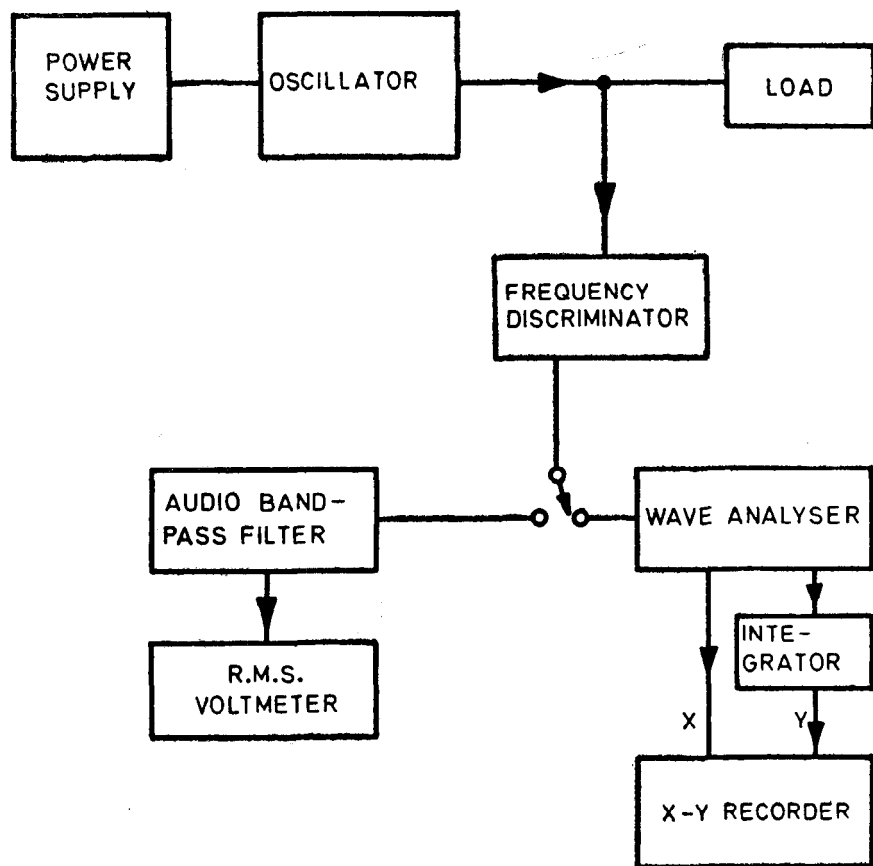 POWER
SUPPLY
OSCILLATOR
LOAD
FREQUENCY
DISCRIMINATOR
AUDIO BAND-
PASS FILTER
WAVE ANALYSER
R.M.S.
VOLTMETER
INTE-
GRATOR
X
Y
X-Y RECORDER